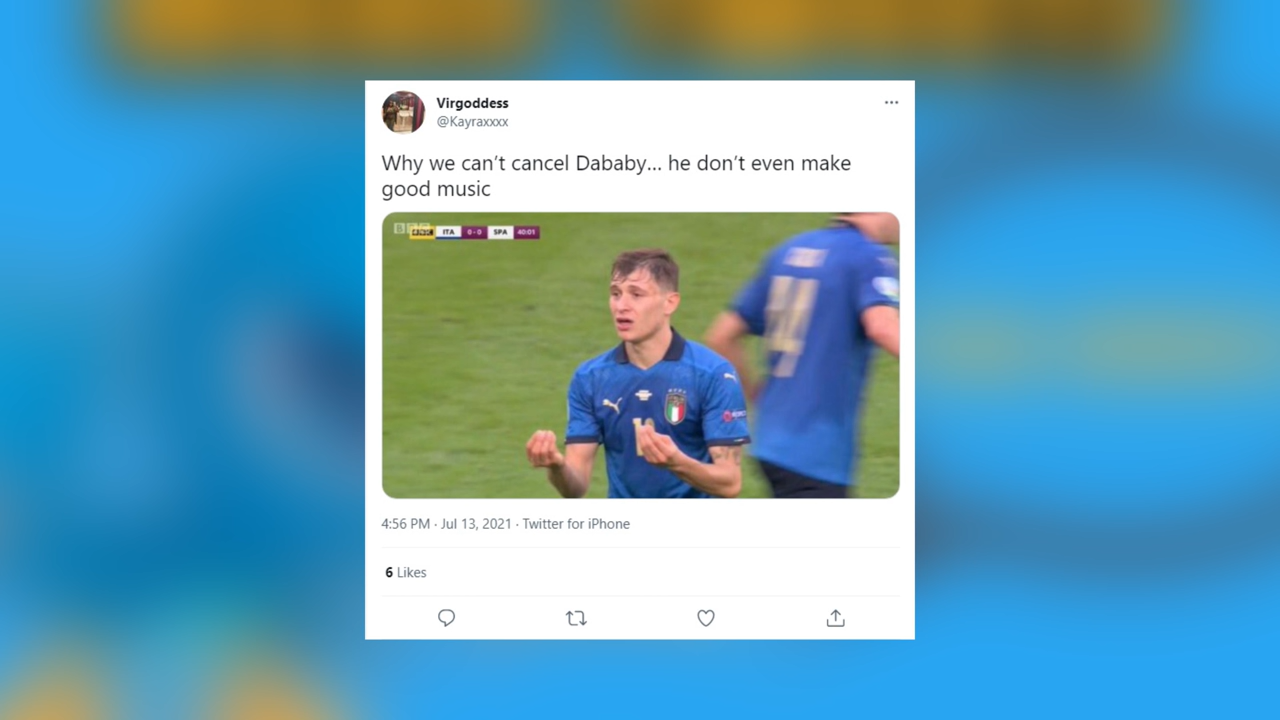 Virgoddess
@Kayraxxxx
Why we can’t cancel Dababy... he don’t even make
good music
BBC
ITA 0-0 SPA 40:01
4:56 PM · Jul 13, 2021 · Twitter for iPhone
6 Likes